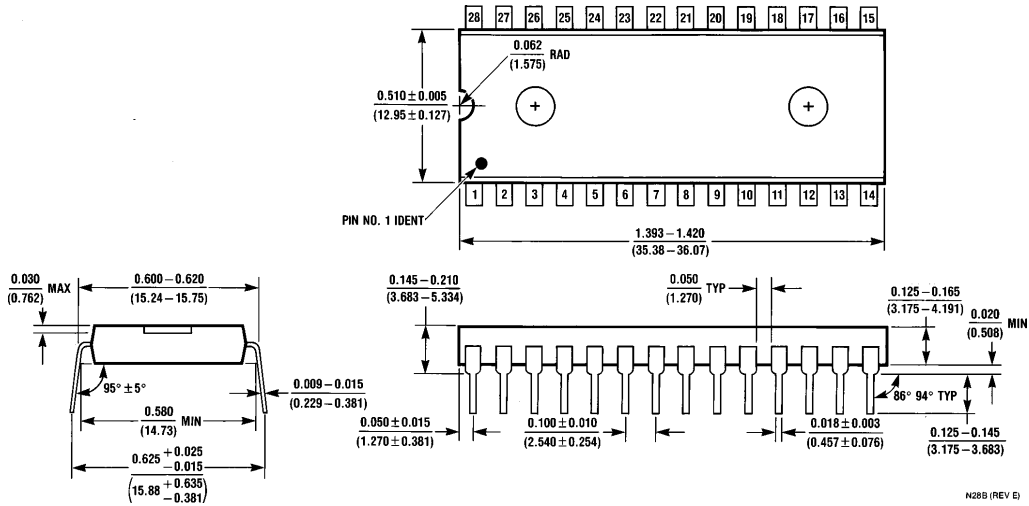 28 27 26 25 24 23 22 21 20 19 18 17 16 15
0.062
(1.575)
RAD
0.510 ± 0.005
(12.95 ± 0.127)
PIN NO. 1 IDENT
1 2 3 4 5 6 7 8 9 10 11 12 13 14
1.393 – 1.420
(35.38 – 36.07)
0.030
(0.762)
MAX
0.600 – 0.620
(15.24 – 15.75)
95° ± 5°
0.580
(14.73)
MIN
0.009 – 0.015
(0.229 – 0.381)
0.625 + 0.025
– 0.015
(15.88 + 0.635
– 0.381)
0.145 – 0.210
(3.683 – 5.334)
0.050
(1.270)
TYP
0.125 – 0.165
(3.175 – 4.191)
0.020
(0.508)
MIN
86° 94° TYP
0.050 ± 0.015
(1.270 ± 0.381)
0.100 ± 0.010
(2.540 ± 0.254)
0.018 ± 0.003
(0.457 ± 0.076)
0.125 – 0.145
(3.175 – 3.683)
N28B (REV E)